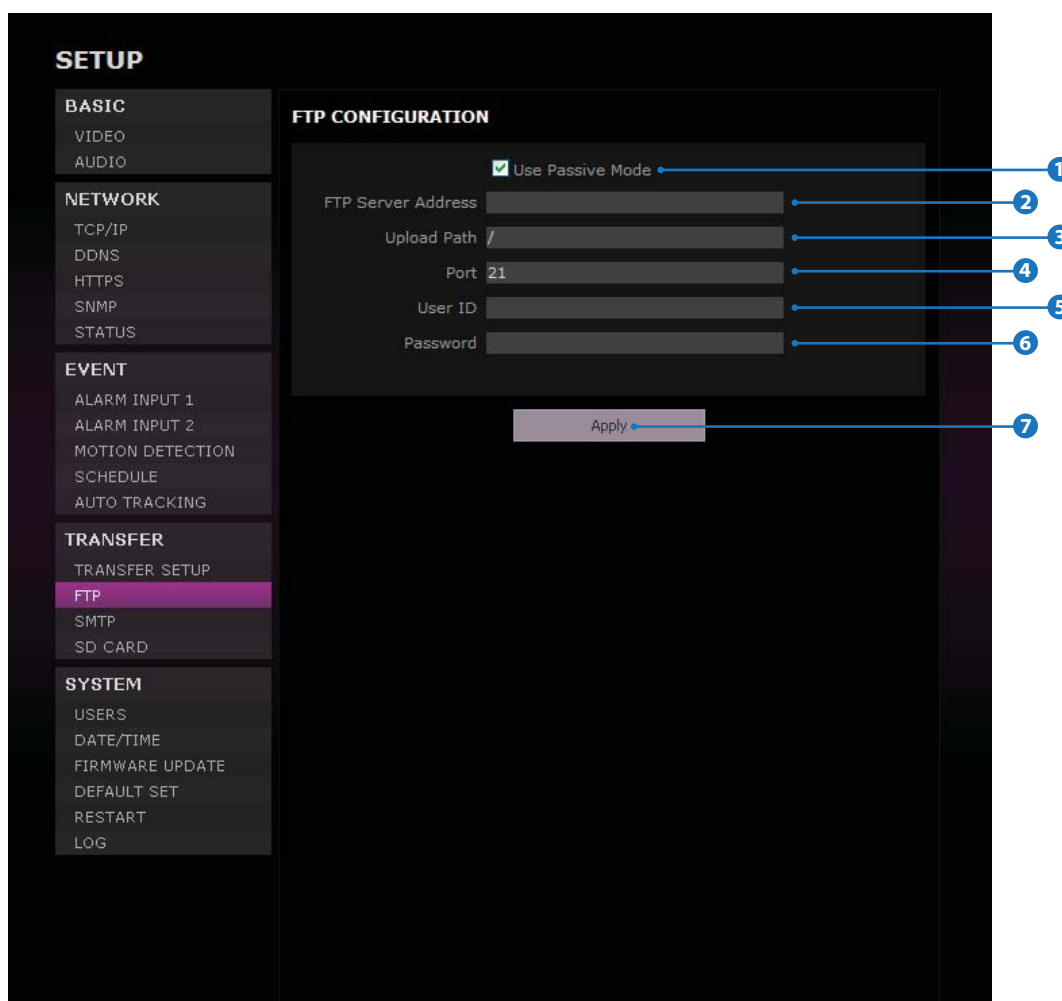 SETUP
BASIC
VIDEO
AUDIO
NETWORK
TCP/IP
DDNS
HTTPS
SNMP
STATUS
EVENT
ALARM INPUT 1
ALARM INPUT 2
MOTION DETECTION
SCHEDULE
AUTO TRACKING
TRANSFER
TRANSFER SETUP
FTP
SMTP
SD CARD
SYSTEM
USERS
DATE/TIME
FIRMWARE UPDATE
DEFAULT SET
RESTART
LOG
FTP CONFIGURATION
Use Passive Mode 1
FTP Server Address 2
Upload Path / 3
Port 21 4
User ID 5
Password 6
Apply 7